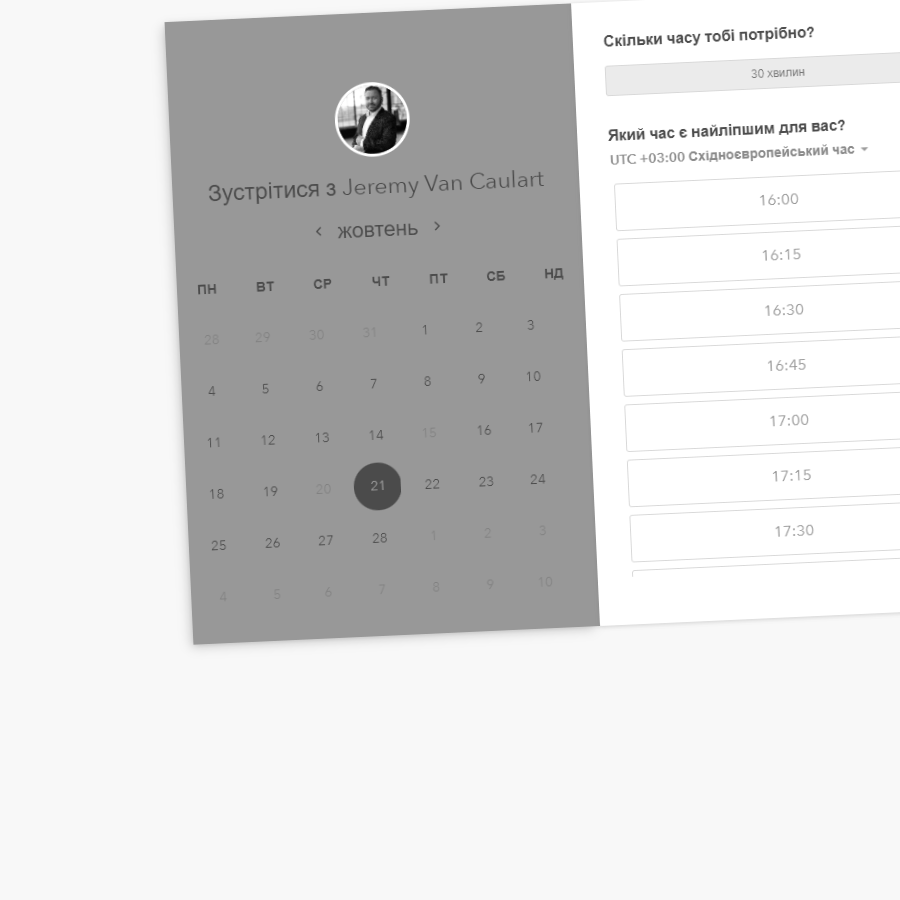 Зустрітися з Jeremy Van Caulart
‹ жовтень ›
ПН ВТ СР ЧТ ПТ СБ НД
28 29 30 31 1 2 3
4 5 6 7 8 9 10
11 12 13 14 15 16 17
18 19 20 21 22 23 24
25 26 27 28 1 2 3
4 5 6 7 8 9 10
Скільки часу тобі потрібно?
30 хвилин
Який час є найліпшим для вас?
UTC +03:00 Східноєвропейський час
16:00
16:15
16:30
16:45
17:00
17:15
17:30